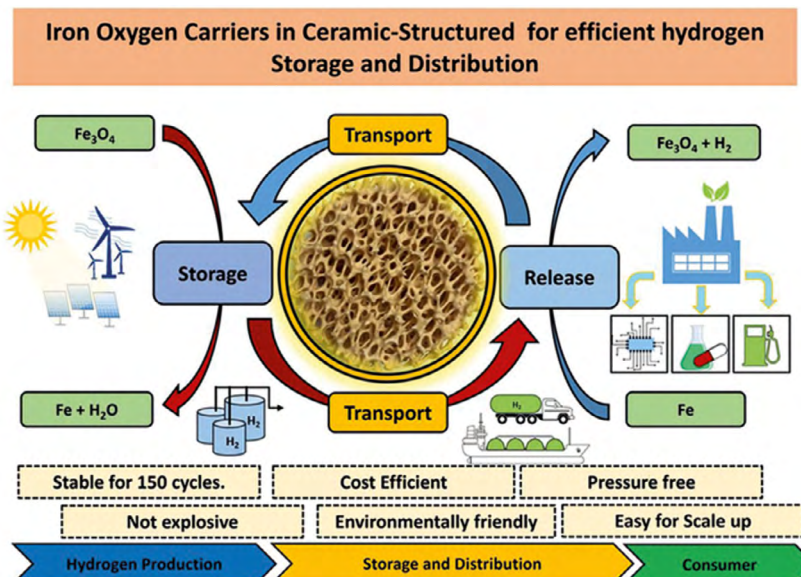 Iron Oxygen Carriers in Ceramic-Structured for efficient hydrogen
Storage and Distribution
Fe₃O₄
Transport
Fe₃O₄ + H₂
Storage
Release
Fe + H₂O
Transport
Fe
H₂
H₂
H₂
H₂
Stable for 150 cycles.
Cost Efficient
Pressure free
Not explosive
Environmentally friendly
Easy for Scale up
Hydrogen Production
Storage and Distribution
Consumer